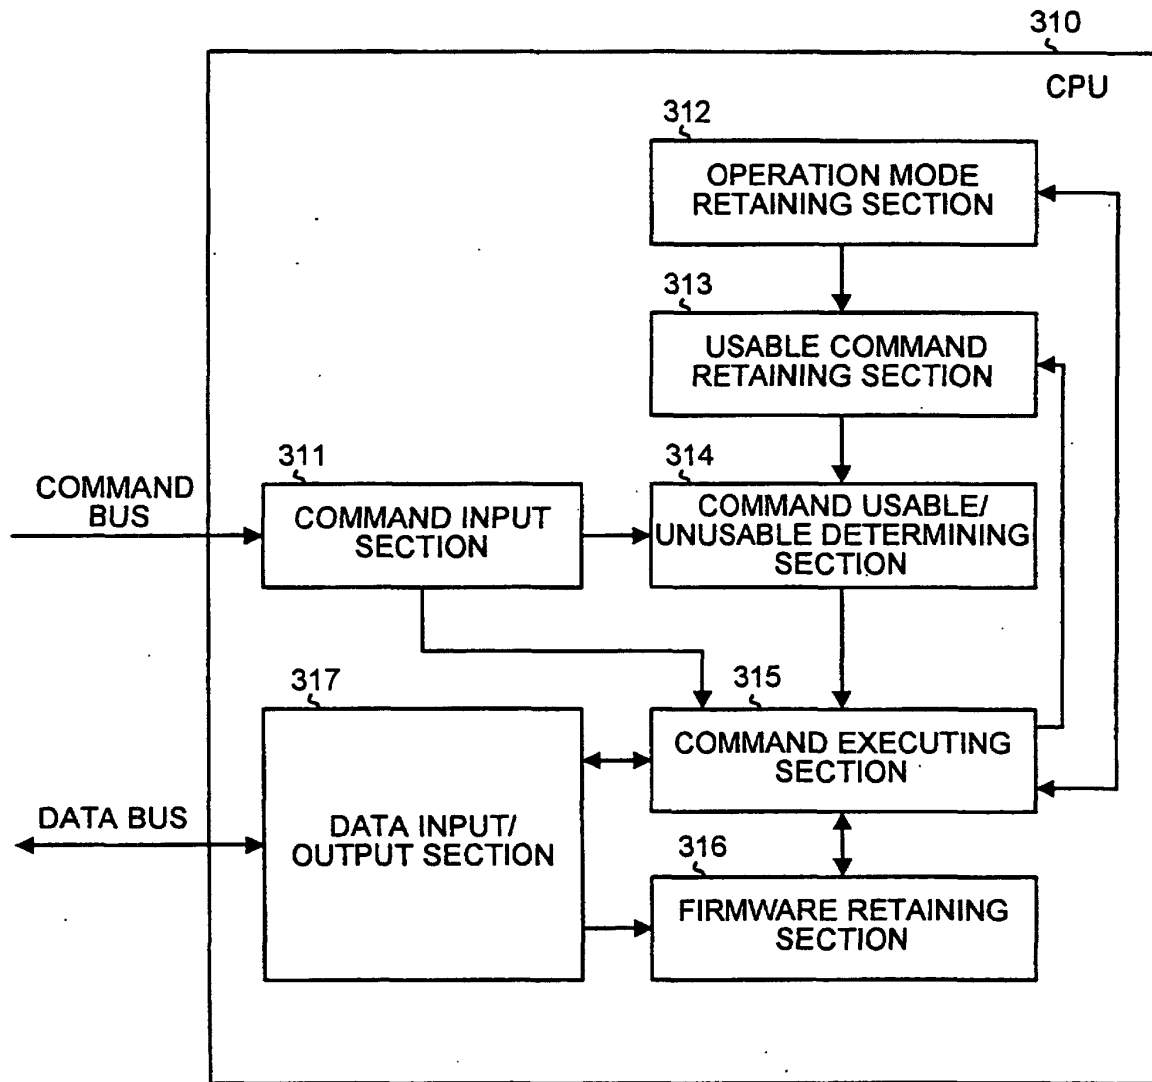 310
CPU
312
OPERATION MODE
RETAINING SECTION
313
USABLE COMMAND
RETAINING SECTION
311
314
COMMAND
BUS
COMMAND INPUT
SECTION
COMMAND USABLE/
UNUSABLE DETERMINING
SECTION
317
315
COMMAND EXECUTING
SECTION
DATA BUS
DATA INPUT/
OUTPUT SECTION
316
FIRMWARE RETAINING
SECTION